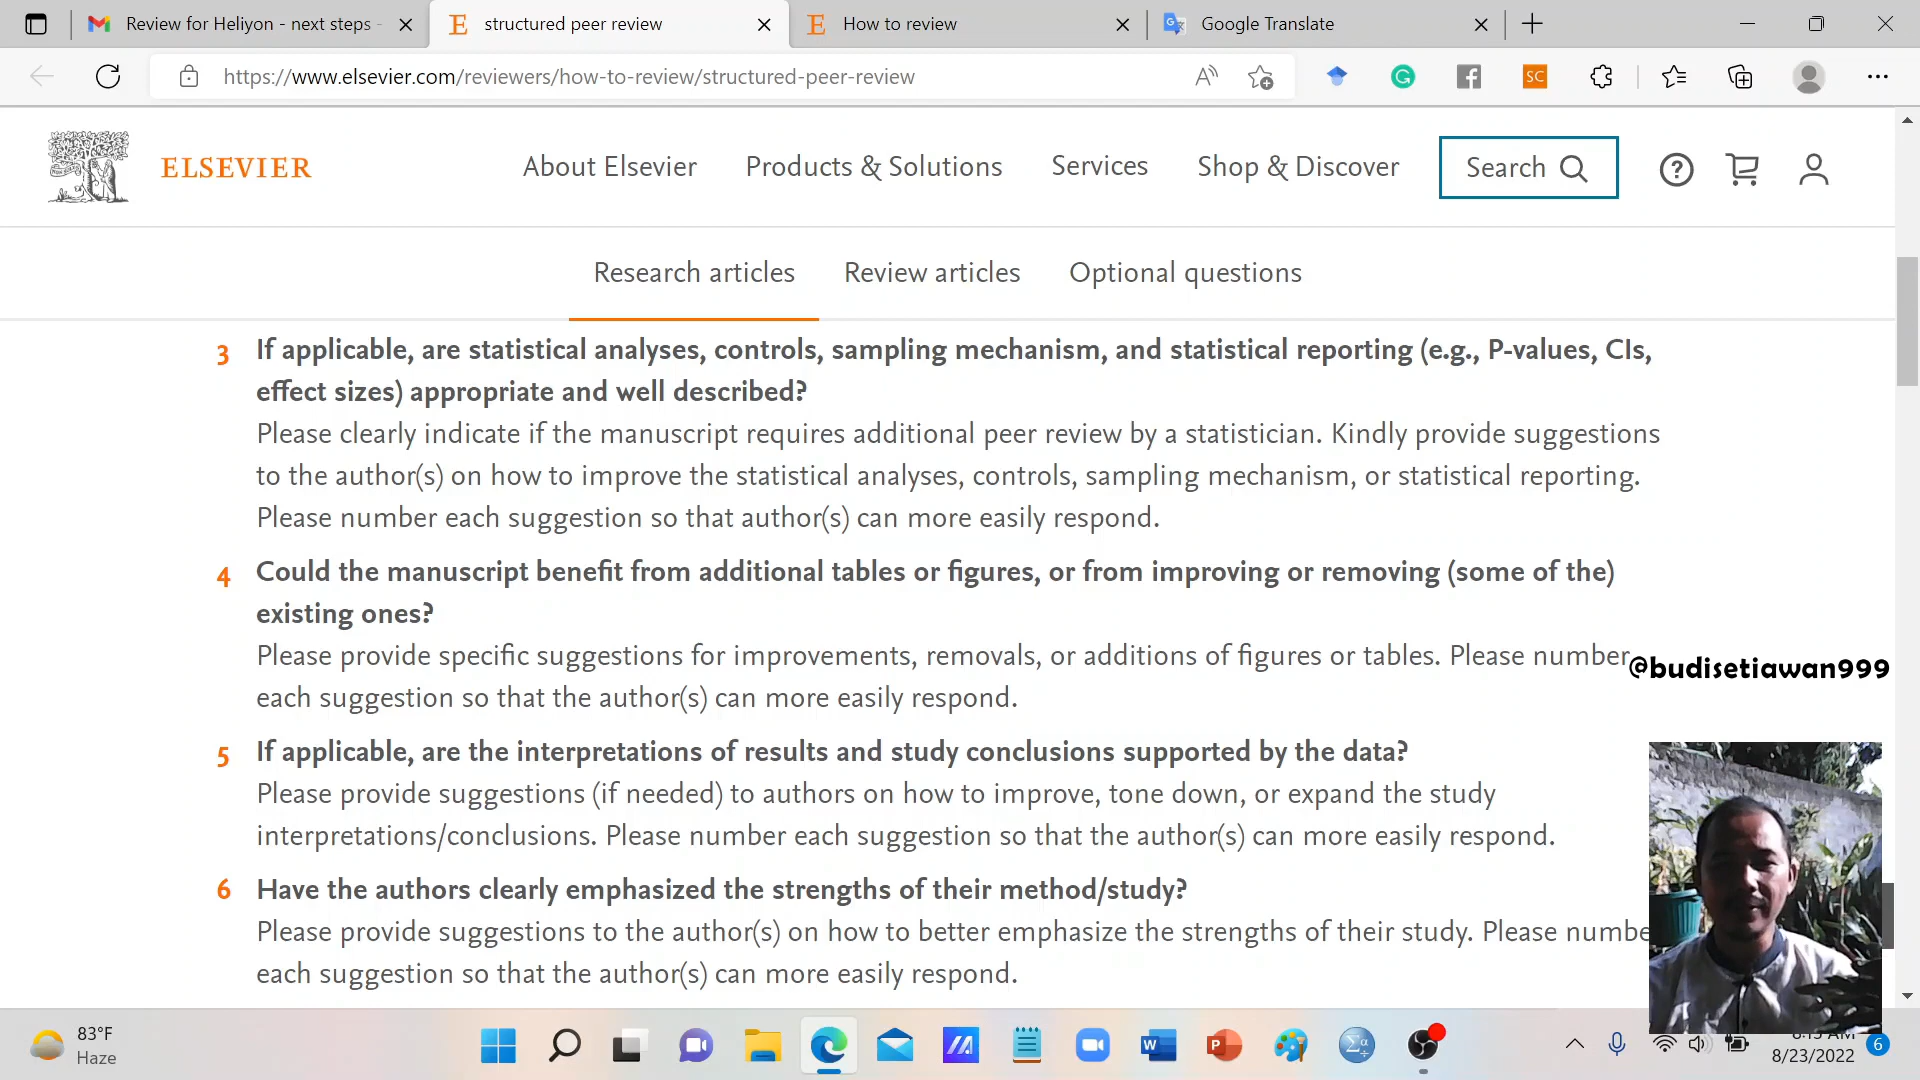 Review for Heliyon - next steps -
structured peer review
How to review
Google Translate
https://www.elsevier.com/reviewers/how-to-review/structured-peer-review
SC
ELSEVIER
About Elsevier
Products & Solutions
Services
Shop & Discover
Search
Research articles
Review articles
Optional questions
3 If applicable, are statistical analyses, controls, sampling mechanism, and statistical reporting (e.g., P-values, CIs,
effect sizes) appropriate and well described?
Please clearly indicate if the manuscript requires additional peer review by a statistician. Kindly provide suggestions
to the author(s) on how to improve the statistical analyses, controls, sampling mechanism, or statistical reporting.
Please number each suggestion so that author(s) can more easily respond.
4 Could the manuscript benefit from additional tables or figures, or from improving or removing (some of the)
existing ones?
Please provide specific suggestions for improvements, removals, or additions of figures or tables. Please number
each suggestion so that the author(s) can more easily respond.
@budisetiawan999
5 If applicable, are the interpretations of results and study conclusions supported by the data?
Please provide suggestions (if needed) to authors on how to improve, tone down, or expand the study
interpretations/conclusions. Please number each suggestion so that the author(s) can more easily respond.
6 Have the authors clearly emphasized the strengths of their method/study?
Please provide suggestions to the author(s) on how to better emphasize the strengths of their study. Please numbe
each suggestion so that the author(s) can more easily respond.
83°F
Haze
8/23/2022
6